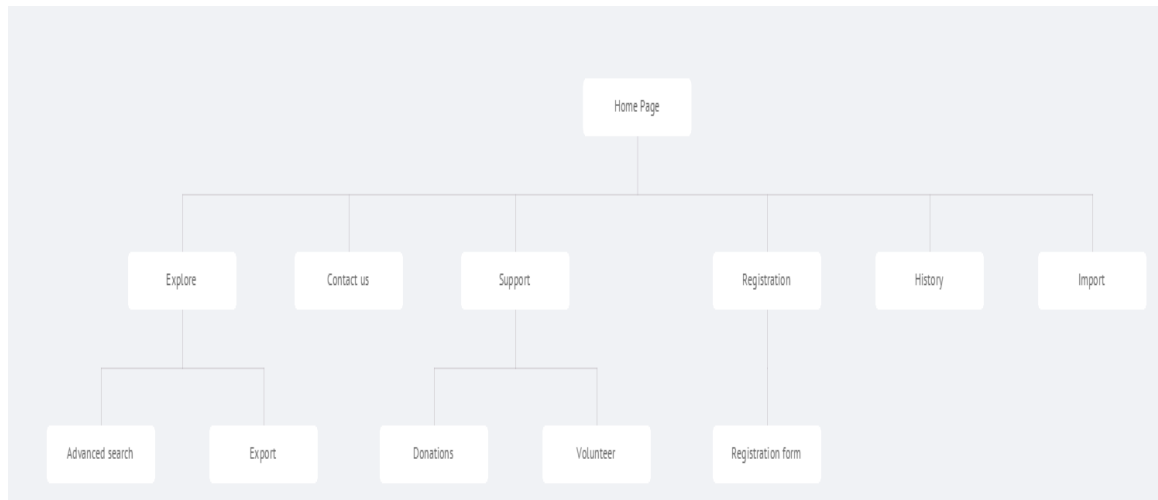 Home Page
Explore
Contact us
Support
Registration
History
Import
Advanced search
Export
Donations
Volunteer
Registration form